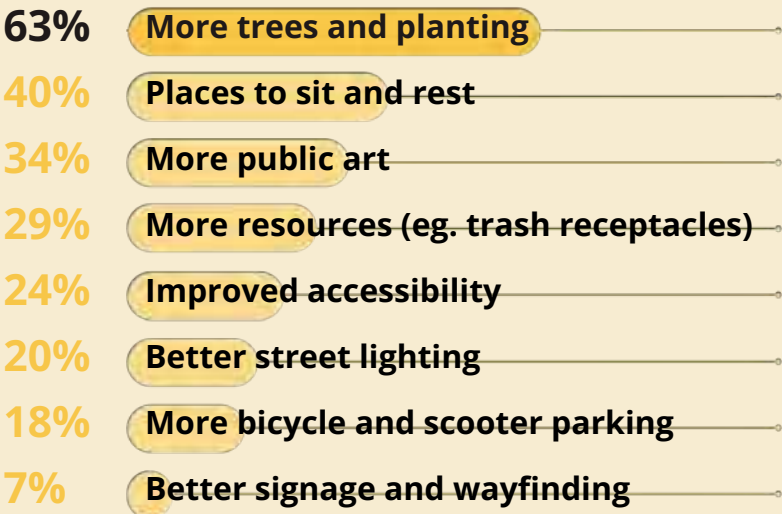 63% More trees and planting
40% Places to sit and rest
34% More public art
29% More resources (eg. trash receptacles)
24% Improved accessibility
20% Better street lighting
18% More bicycle and scooter parking
7% Better signage and wayfinding